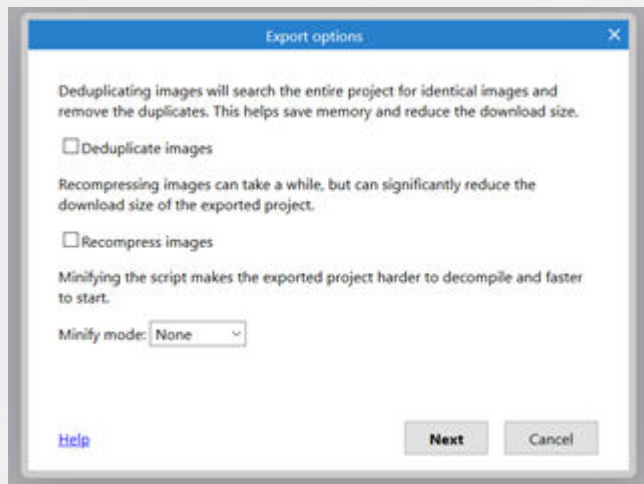 Export options
Deduplicating images will search the entire project for identical images and
remove the duplicates. This helps save memory and reduce the download size.
Deduplicate images
Recompressing images can take a while, but can significantly reduce the
download size of the exported project.
Recompress images
Minifying the script makes the exported project harder to decompile and faster
to start.
Minify mode: None
Help Next Cancel